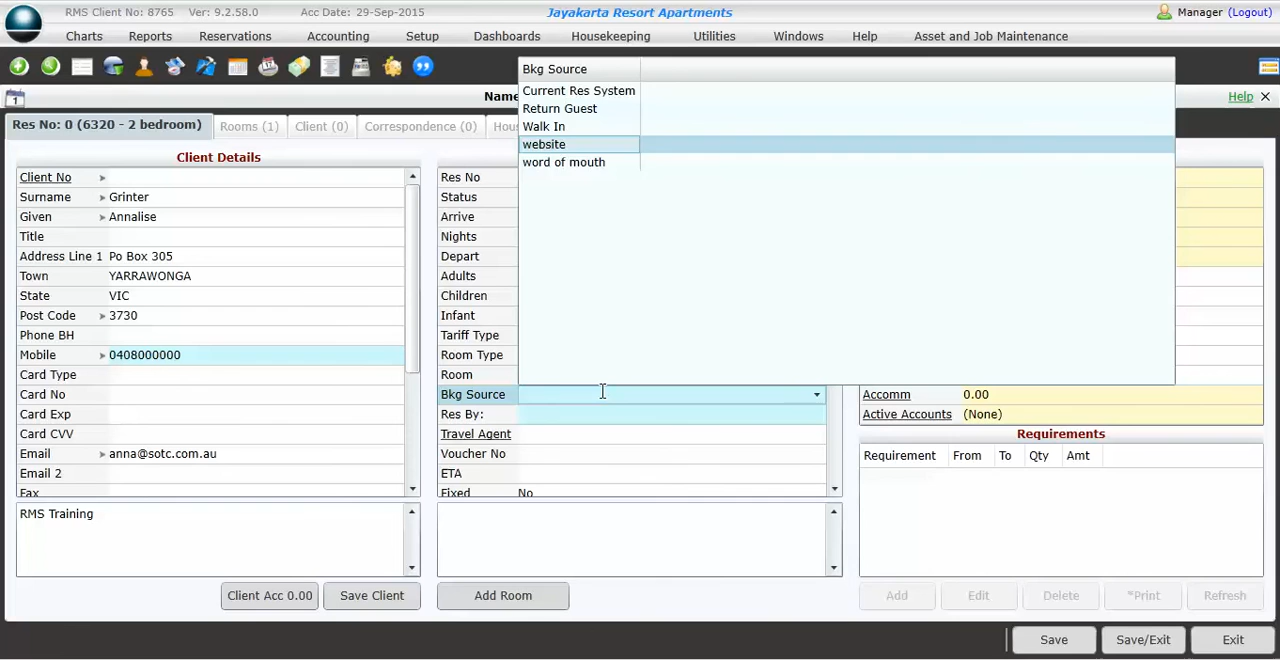 RMS Client No: 8765 Ver: 9.2.58.0 Acc Date: 29-Sep-2015 Jayakarta Resort Apartments Manager (Logout)
Charts Reports Reservations Accounting Setup Dashboards Housekeeping Utilities Windows Help Asset and Job Maintenance
Name Help
Res No: 0 (6320 - 2 bedroom) Rooms (1) Client (0) Correspondence (0) Hou
Bkg Source
Current Res System
Return Guest
Walk In
website
word of mouth
Client Details
Client No
Surname Grinter
Given Annalise
Title
Address Line 1 Po Box 305
Town YARRAWONGA
State VIC
Post Code 3730
Phone BH
Mobile 0408000000
Card Type
Card No
Card Exp
Card CVV
Email anna@sotc.com.au
Email 2
Fax
RMS Training
Client Acc 0.00 Save Client
Res No
Status
Arrive
Nights
Depart
Adults
Children
Infant
Tariff Type
Room Type
Room
Bkg Source
Res By:
Travel Agent
Voucher No
ETA
Fixed No
Add Room
Accomm 0.00
Active Accounts (None)
Requirements
Requirement From To Qty Amt
Add Edit Delete *Print Refresh
Save Save/Exit Exit